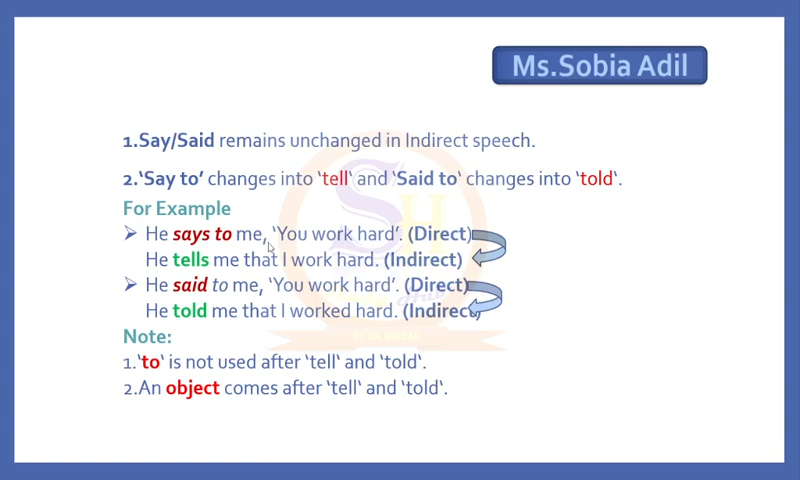 Ms.Sobia Adil
1.Say/Said remains unchanged in Indirect speech.
2.‘Say to’ changes into ‘tell‘ and ‘Said to‘ changes into ‘told‘.
For Example
➢ He says to me, ‘You work hard’. (Direct)
He tells me that I work hard. (Indirect)
➢ He said to me, ‘You work hard’. (Direct)
He told me that I worked hard. (Indirect)
Note:
1.‘to‘ is not used after ‘tell‘ and ‘told‘.
2.An object comes after ‘tell‘ and ‘told‘.
SH
Hub